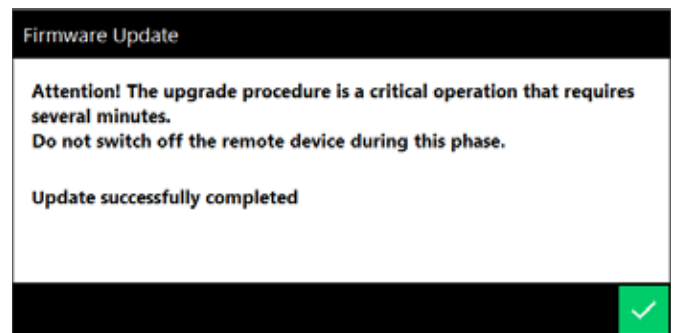 Firmware Update
Attention! The upgrade procedure is a critical operation that requires
several minutes.
Do not switch off the remote device during this phase.
Update successfully completed